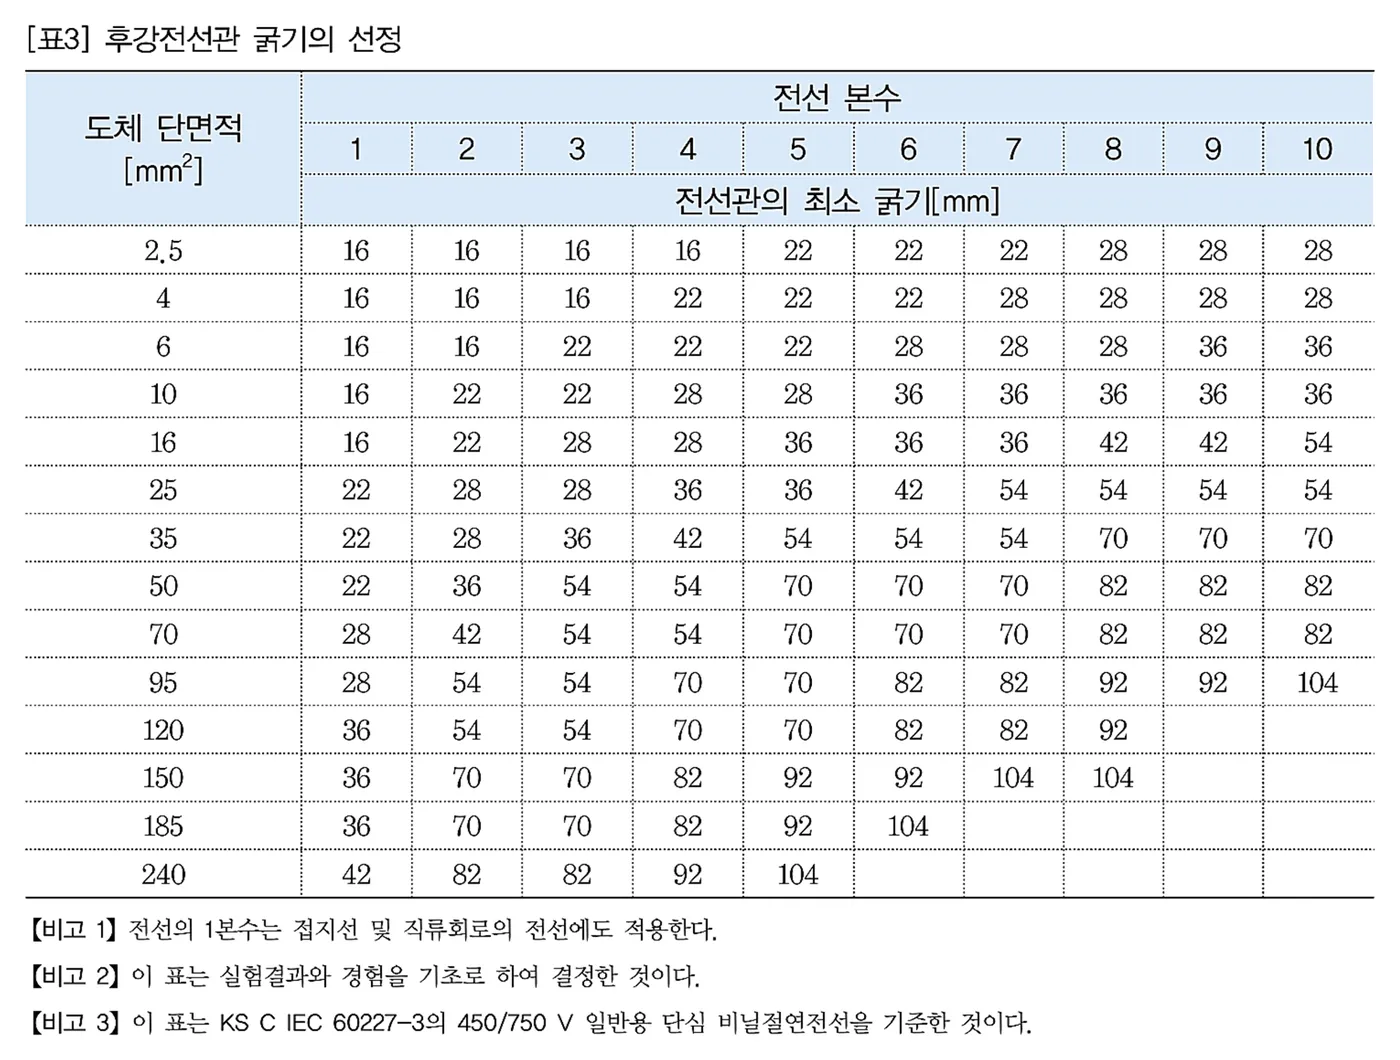 [표3] 후강전선관 굵기의 선정
도체 단면적 [mm²] 전선 본수
1 2 3 4 5 6 7 8 9 10
전선관의 최소 굵기[mm]
2.5 16 16 16 16 22 22 22 28 28 28
4 16 16 16 22 22 22 28 28 28 28
6 16 16 22 22 22 28 28 28 36 36
10 16 22 22 28 28 36 36 36 36 36
16 16 22 28 28 36 36 36 42 42 54
25 22 28 28 36 36 42 54 54 54 54
35 22 28 36 42 54 54 54 70 70 70
50 22 36 54 54 70 70 70 82 82 82
70 28 42 54 54 70 70 70 82 82 82
95 28 54 54 70 70 82 82 92 92 104
120 36 54 54 70 70 82 82 92
150 36 70 70 82 92 92 104 104
185 36 70 70 82 92 104
240 42 82 82 92 104
【비고 1】 전선의 1본수는 접지선 및 직류회로의 전선에도 적용한다.
【비고 2】 이 표는 실험결과와 경험을 기초로 하여 결정한 것이다.
【비고 3】 이 표는 KS C IEC 60227-3의 450/750 V 일반용 단심 비닐절연전선을 기준한 것이다.